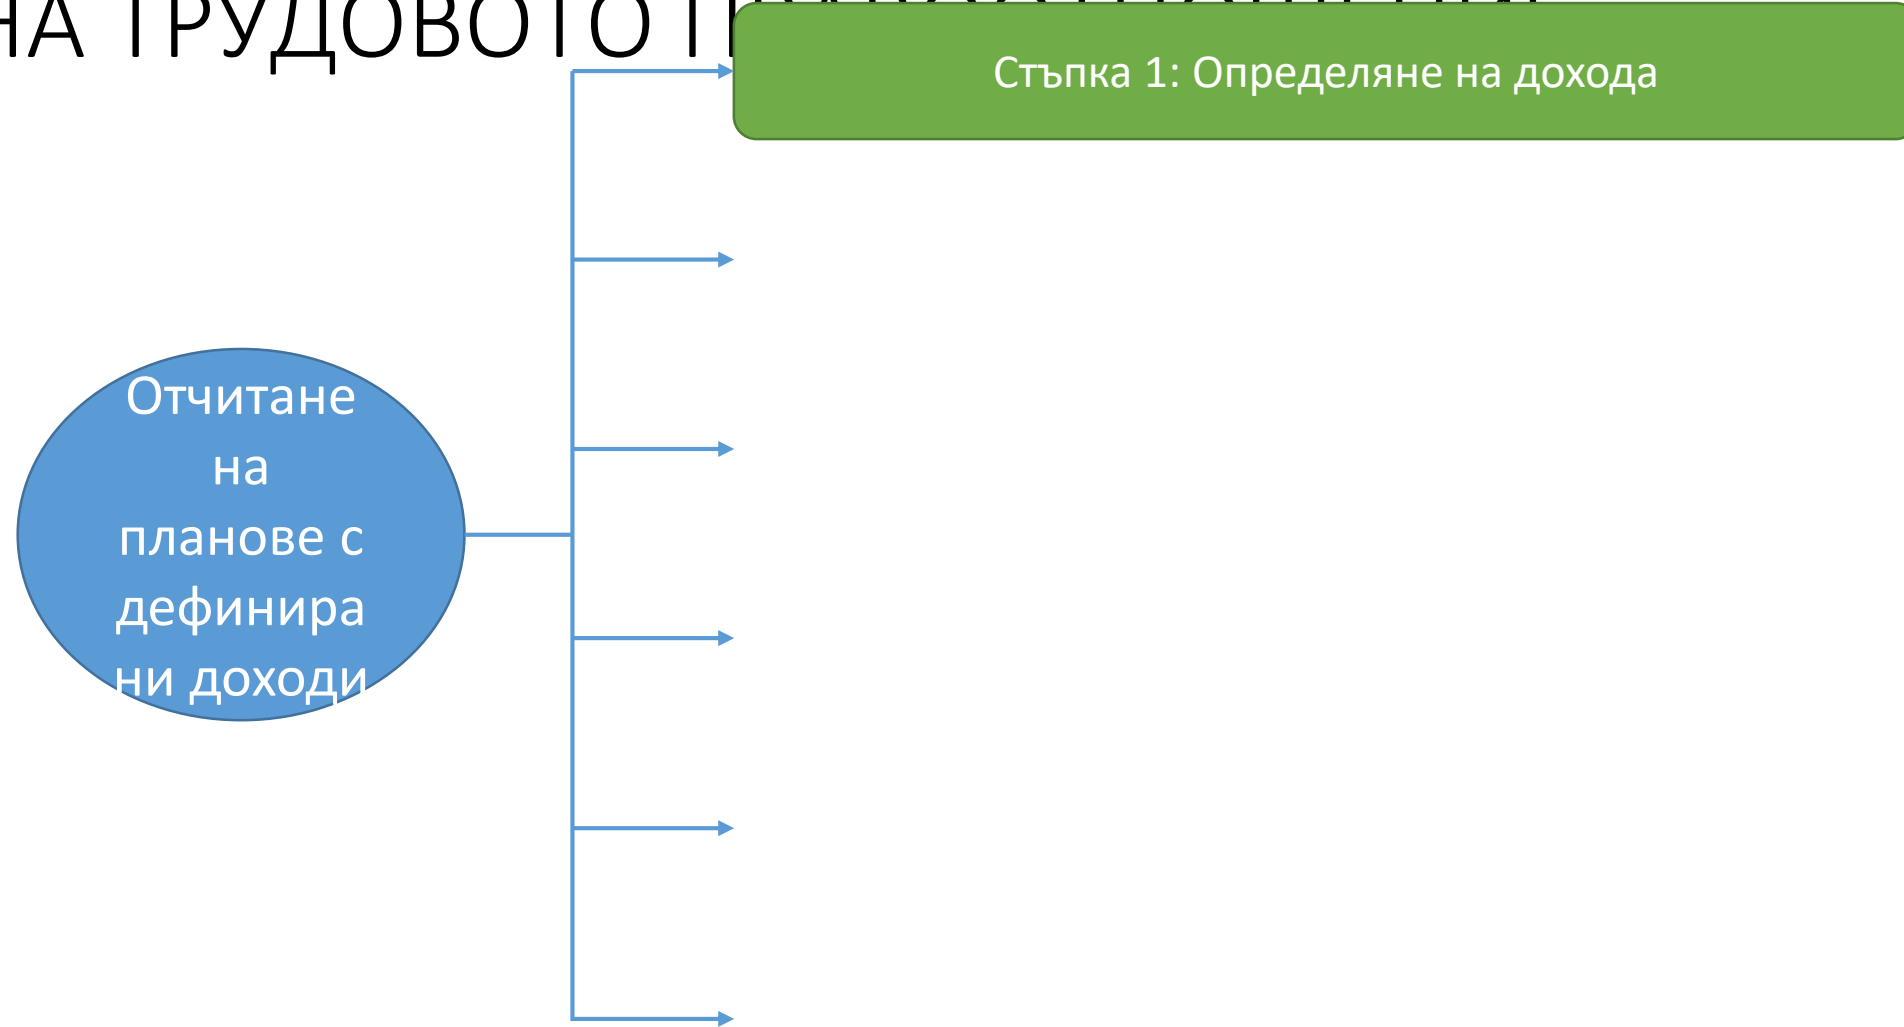 НА ТРУДОВОТО
Стъпка 1: Определяне на дохода
Отчитане
на
планове с
дефинира
ни доходи